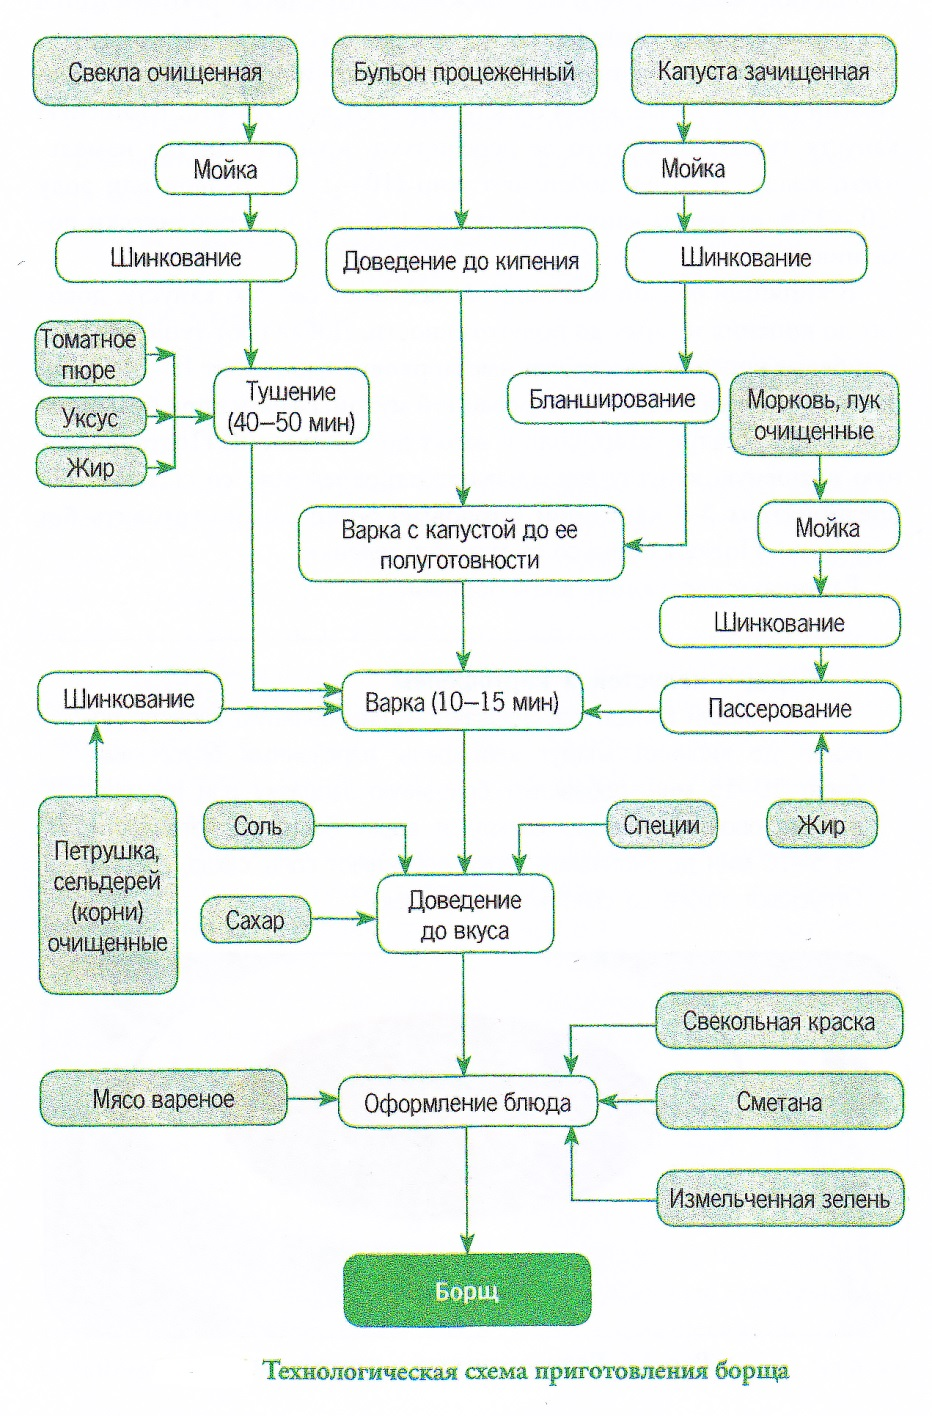 Свекла очищенная
Бульон процеженный
Капуста зачищенная
Мойка
Мойка
Шинкование
Доведение до кипения
Шинкование
Томатное
пюре
Уксус
Жир
Тушение
(40–50 мин)
Бланширование
Морковь, лук
очищенные
Мойка
Варка с капустой до ее
полуготовности
Шинкование
Шинкование
Варка (10–15 мин)
Пассерование
Петрушка,
сельдерей
(корни)
очищенные
Соль
Специи
Жир
Сахар
Доведение
до вкуса
Свекольная краска
Мясо вареное
Оформление блюда
Сметана
Измельченная зелень
Борщ
Технологическая схема приготовления борща